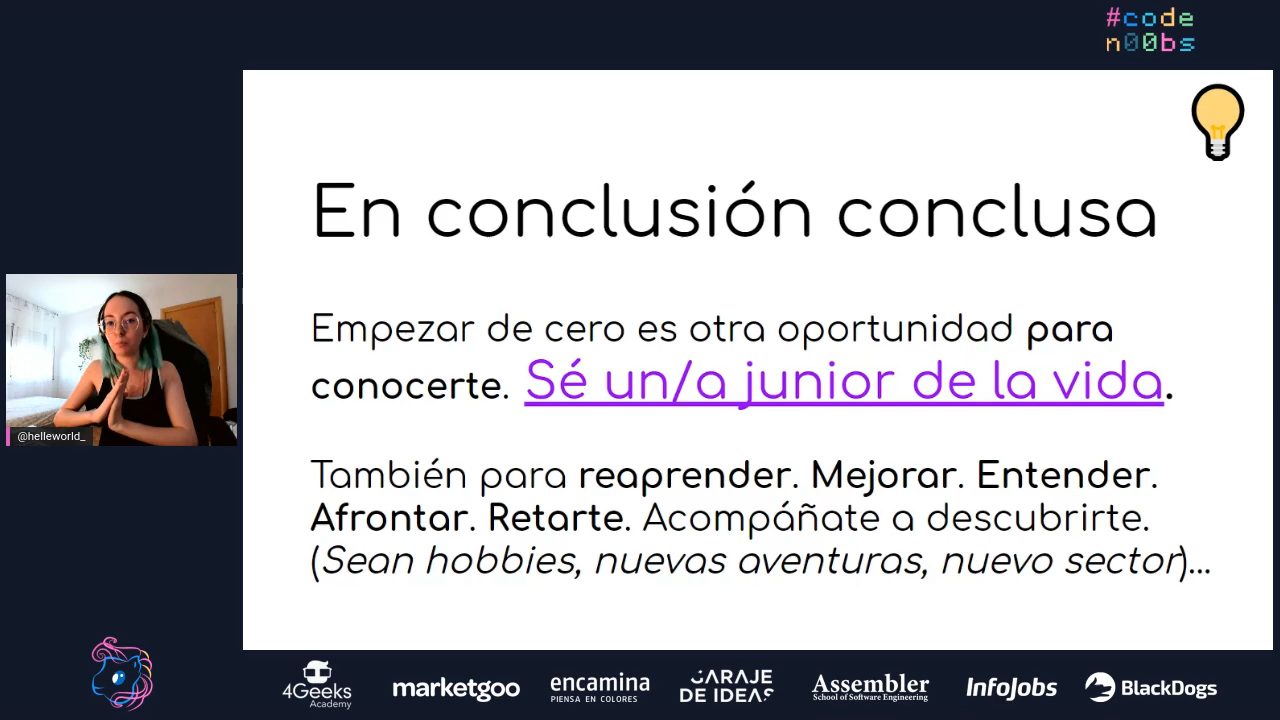 #code
n00bs
En conclusión conclusa
Empezar de cero es otra oportunidad para
conocerte. Sé un/a junior de la vida.
También para reaprender. Mejorar. Entender.
Afrontar. Retarte. Acompáñate a descubrirte.
(Sean hobbies, nuevas aventuras, nuevo sector)...
@helleworld_
4Geeks
Academy
marketgoo
encamina
PIENSA EN COLORES
GARAJE
DE IDEAS
Assembler
School of Software Engineering
InfoJobs
BlackDogs